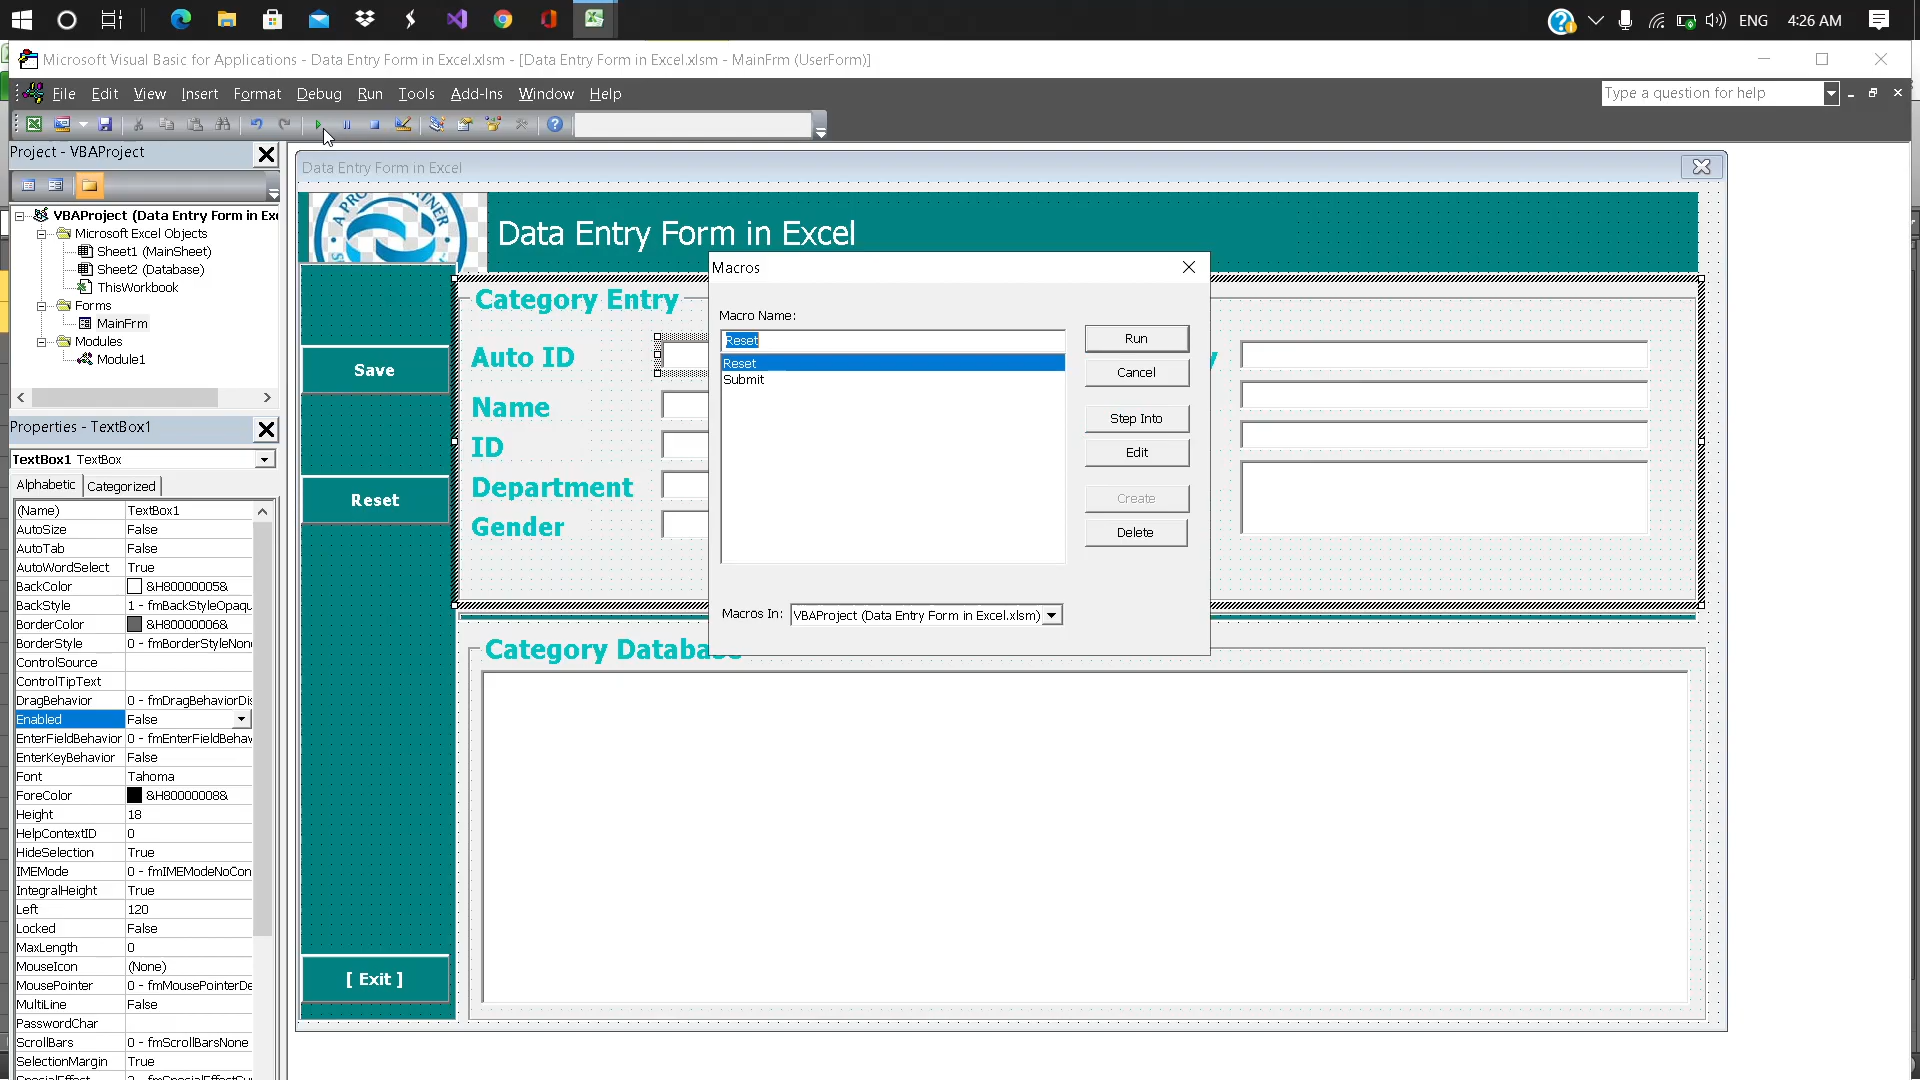 ENG
4:26 AM
Microsoft Visual Basic for Applications - Data Entry Form in Excel.xlsm - [Data Entry Form in Excel.xlsm - MainFrm (UserForm)]
File Edit View Insert Format Debug Run Tools Add-Ins Window Help
Type a question for help
Project - VBAProject
VBAProject (Data Entry Form in Exc
Microsoft Excel Objects
Sheet1 (MainSheet)
Sheet2 (Database)
ThisWorkbook
Forms
MainFrm
Modules
Module1
Properties - TextBox1
TextBox1 TextBox
Alphabetic Categorized
(Name) TextBox1
AutoSize False
AutoTab False
AutoWordSelect True
BackColor &H80000005&
BackStyle 1 - fmBackStyleOpaqu
BorderColor &H80000006&
BorderStyle 0 - fmBorderStyleNon
ControlSource
ControlTipText
DragBehavior 0 - fmDragBehaviorDis
Enabled False
EnterFieldBehavior 0 - fmEnterFieldBehav
EnterKeyBehavior False
Font Tahoma
ForeColor &H80000008&
Height 18
HelpContextID 0
HideSelection True
IMEMode 0 - fmIMEModeNoCon
IntegralHeight True
Left 120
Locked False
MaxLength 0
MouseIcon (None)
MousePointer 0 - fmMousePointerDe
MultiLine False
PasswordChar
ScrollBars 0 - fmScrollBarsNone
SelectionMargin True
Data Entry Form in Excel
Data Entry Form in Excel
Save
Reset
[ Exit ]
Category Entry
Auto ID
Name
ID
Department
Gender
Category Database
Macros
Macro Name:
Reset
Reset
Submit
Run
Cancel
Step Into
Edit
Create
Delete
Macros In: VBAProject (Data Entry Form in Excel.xlsm)